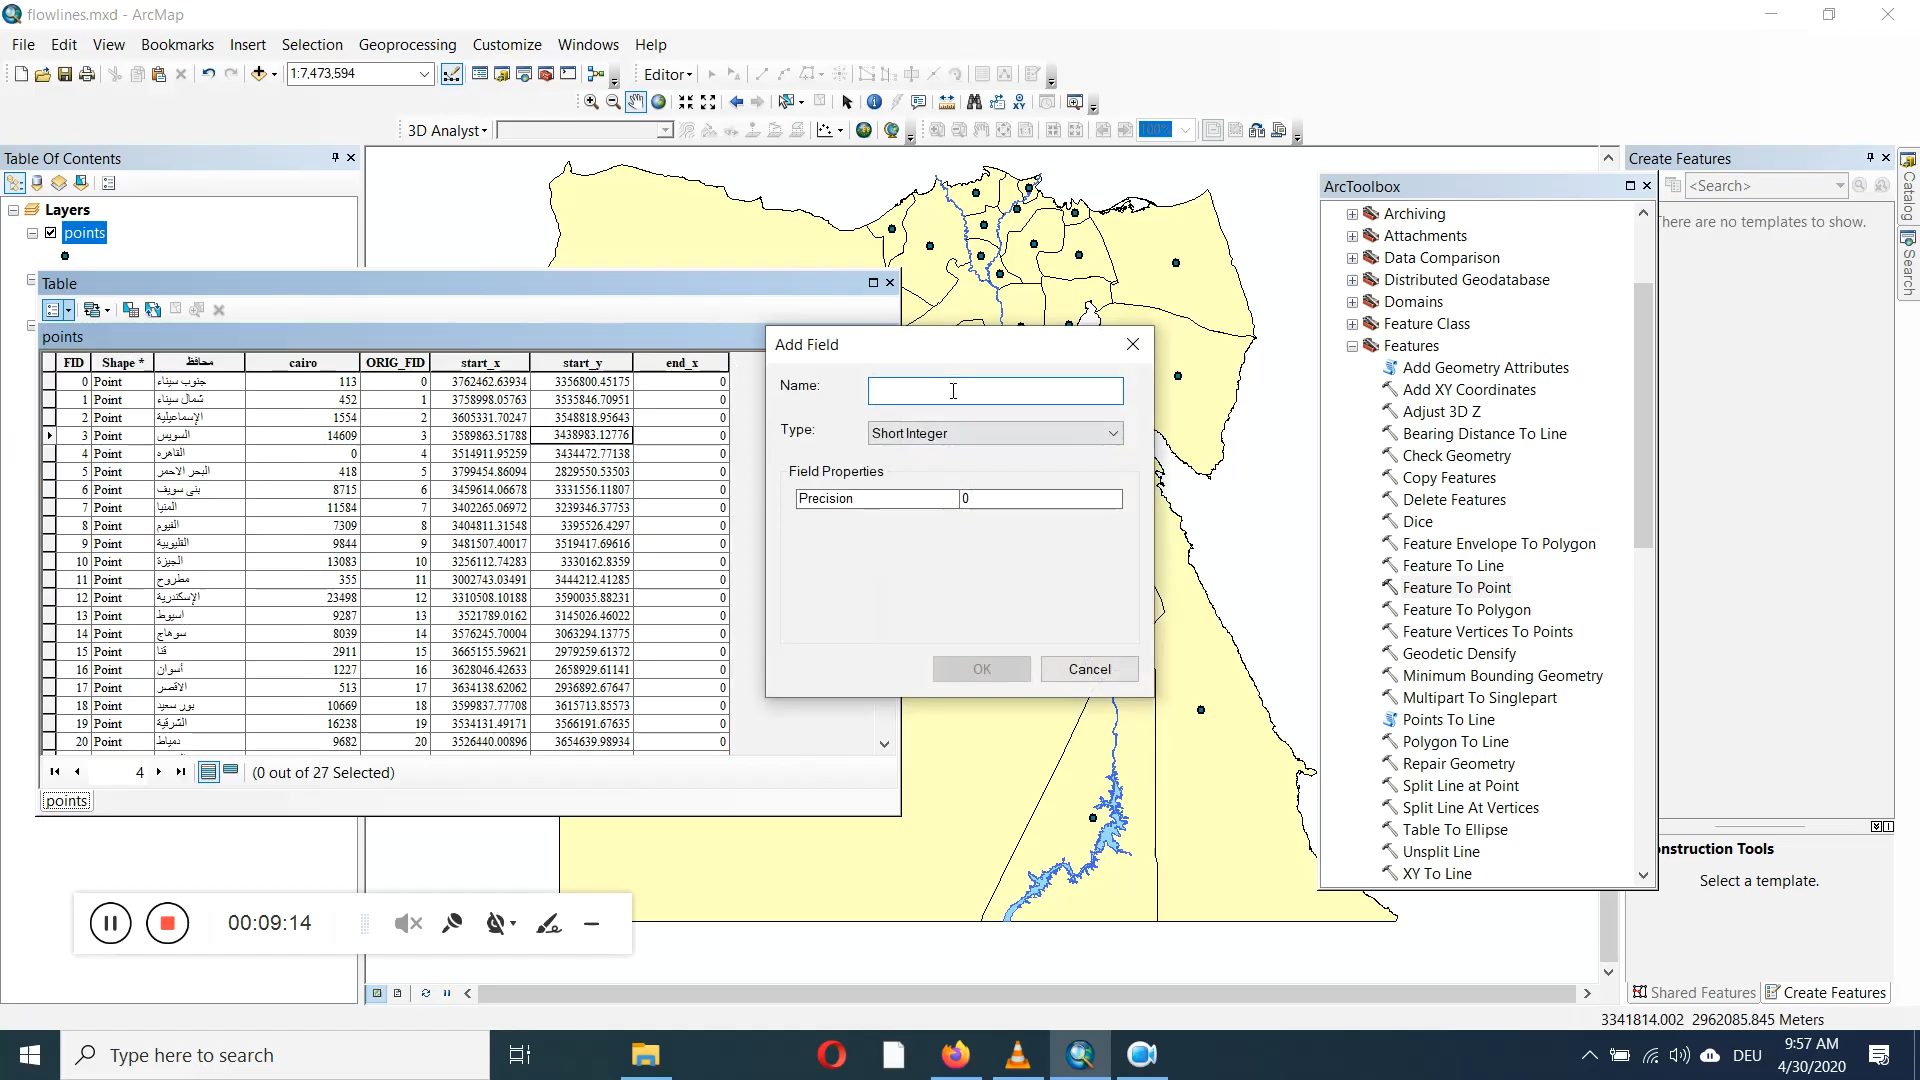 flowlines.mxd - ArcMap
File Edit View Bookmarks Insert Selection Geoprocessing Customize Windows Help
1:7,473,594
Editor
3D Analyst
100%
Table Of Contents
Layers
points
Table
points
FID Shape * محافظ cairo ORIG_FID start_x start_y end_x
0 Point جنوب سيناء 113 0 3762462.63934 3356800.45175 0
1 Point شمال سيناء 452 1 3758998.05763 3535846.70951 0
2 Point الإسماعيلية 1554 2 3605331.70247 3548818.95643 0
3 Point السويس 14609 3 3589863.51788 3438983.12776 0
4 Point القاهره 0 4 3514911.95259 3434472.77138 0
5 Point البحر الاحمر 418 5 3799454.86094 2829550.53503 0
6 Point بنى سويف 8715 6 3459614.06678 3331556.11807 0
7 Point المنيا 11584 7 3402265.06972 3239346.37753 0
8 Point الفيوم 7309 8 3404811.31548 3395526.4297 0
9 Point القليوبية 9844 9 3481507.40017 3519417.69616 0
10 Point الجيزة 13083 10 3256112.74283 3330162.8359 0
11 Point مطروح 355 11 3002743.03491 3444212.41285 0
12 Point الإسكندرية 23498 12 3310508.10188 3590035.88231 0
13 Point اسيوط 9287 13 3521789.0162 3145026.46022 0
14 Point سوهاج 8039 14 3576245.70004 3063294.13775 0
15 Point قنا 2911 15 3665155.59621 2979259.61372 0
16 Point أسوان 1227 16 3628046.42633 2658929.61141 0
17 Point الاقصر 513 17 3634138.62062 2936892.67647 0
18 Point بور سعيد 10669 18 3599837.77708 3615713.85573 0
19 Point الشرقية 16238 19 3534131.49171 3566191.67635 0
20 Point دمياط 9682 20 3526440.00896 3654639.98934 0
4 (0 out of 27 Selected)
points
Add Field
Name:
Type: Short Integer
Field Properties
Precision 0
OK Cancel
ArcToolbox
Archiving
Attachments
Data Comparison
Distributed Geodatabase
Domains
Feature Class
Features
Add Geometry Attributes
Add XY Coordinates
Adjust 3D Z
Bearing Distance To Line
Check Geometry
Copy Features
Delete Features
Dice
Feature Envelope To Polygon
Feature To Line
Feature To Point
Feature To Polygon
Feature Vertices To Points
Geodetic Densify
Minimum Bounding Geometry
Multipart To Singlepart
Points To Line
Polygon To Line
Repair Geometry
Split Line at Point
Split Line At Vertices
Table To Ellipse
Unsplit Line
XY To Line
Create Features
<Search>
There are no templates to show.
Catalog
Search
onstruction Tools
Select a template.
Shared Features Create Features
00:09:14
3341814.002 2962085.845 Meters
Type here to search
DEU
9:57 AM
4/30/2020